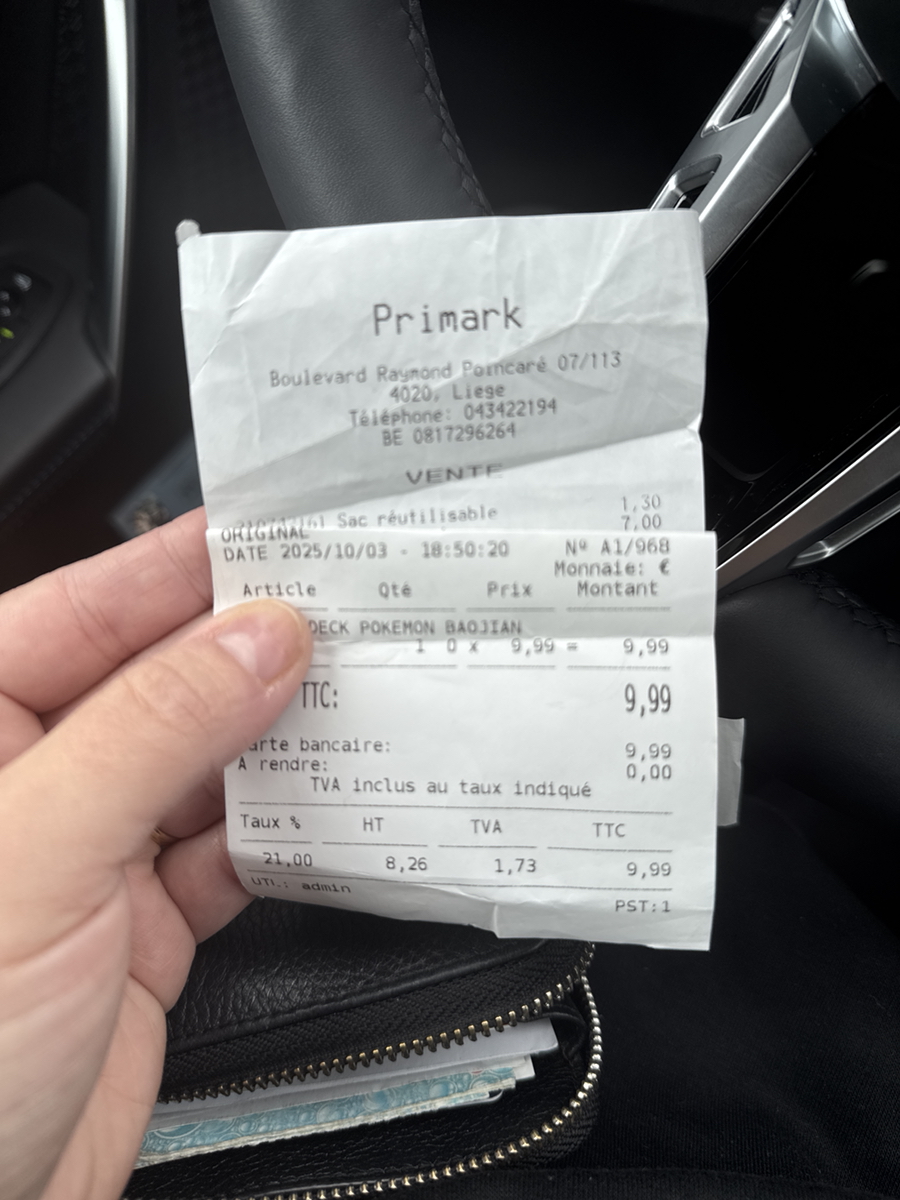 Primark
Boulevard Raymond Poincaré 07/113
4020, Liege
Téléphone: 043422194
BE 0817296264
VENTE
Sac réutilisable 1,30
7,00
ORIGINAL
DATE 2025/10/03 - 18:50:20 Nº A1/968
Monnaie: €
Article Qté Prix Montant
DECK POKEMON BAOJIAN
1 0 x 9,99 = 9,99
TTC: 9,99
arte bancaire: 9,99
A rendre: 0,00
TVA inclus au taux indiqué
Taux % HT TVA TTC
21,00 8,26 1,73 9,99
UTI.: admin
PST:1